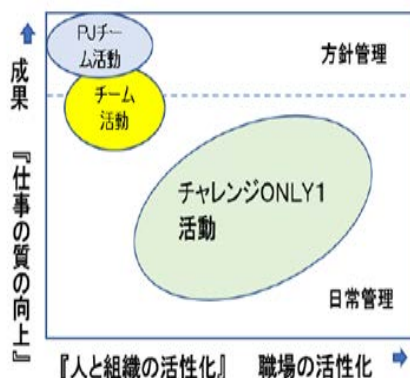 PJチー
ム活動
方針管理
チーム
活動
チャレンジONLY1
活動
日常管理
成果 『仕事の質の向上』
『人と組織の活性化』 職場の活性化